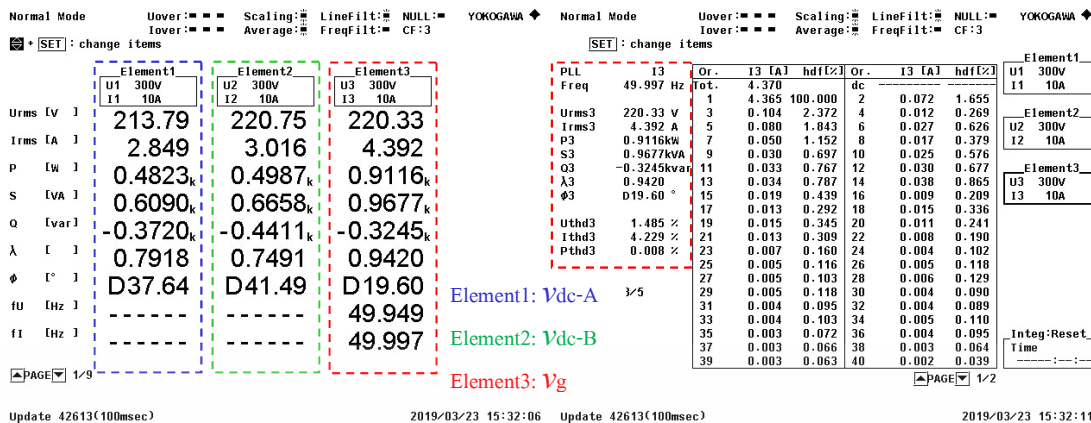 Normal Mode Uover:■ ■ ■ Scaling:■ LineFilt:■ NULL:■ YOKOGAWA ◆
Iover:■ ■ ■ Average:■ FreqFilt:■ CF:3
+ SET : change items
Element1 Element2 Element3
U1 300V U2 300V U3 300V
I1 10A I2 10A I3 10A
Urms [V ] 213.79 220.75 220.33
Irms [A ] 2.849 3.016 4.392
P [W ] 0.4823k 0.4987k 0.9116k
S [VA ] 0.6090k 0.6658k 0.9677k
Q [var] -0.3720k -0.4411k -0.3245k
λ [ ] 0.7918 0.7491 0.9420
ϕ [° ] D37.64 D41.49 D19.60
fU [Hz ] ------ ------ 49.949
fI [Hz ] ------ ------ 49.997
▲PAGE▼ 1/9
Update 42613(100msec) 2019/03/23 15:32:06
Element1: vdc-A
Element2: vdc-B
Element3: vg
Normal Mode Uover:■ ■ ■ Scaling:■ LineFilt:■ NULL:■ YOKOGAWA ◆
Iover:■ ■ ■ Average:■ FreqFilt:■ CF:3
SET : change items
PLL I3
Freq 49.997 Hz
Urms3 220.33 V
Irms3 4.392 A
P3 0.9116kW
S3 0.9677kVA
Q3 -0.3245kvar
λ3 0.9420
ϕ3 D19.60 °
Uthd3 1.485 %
Ithd3 4.229 %
Pthd3 0.008 %
3/5
Or. I3 [A] hdf[%] Or. I3 [A] hdf[%]
Tot. 4.370 dc -------- --------
1 4.365 100.000 2 0.072 1.655
3 0.104 2.372 4 0.012 0.269
5 0.080 1.843 6 0.027 0.626
7 0.050 1.152 8 0.017 0.379
9 0.030 0.697 10 0.025 0.576
11 0.033 0.767 12 0.030 0.677
13 0.034 0.787 14 0.038 0.865
15 0.019 0.439 16 0.009 0.209
17 0.013 0.292 18 0.015 0.336
19 0.015 0.345 20 0.011 0.241
21 0.013 0.309 22 0.008 0.190
23 0.007 0.160 24 0.004 0.102
25 0.005 0.116 26 0.005 0.118
27 0.005 0.103 28 0.006 0.129
29 0.005 0.118 30 0.004 0.090
31 0.004 0.095 32 0.004 0.089
33 0.004 0.103 34 0.005 0.110
35 0.003 0.072 36 0.004 0.095
37 0.003 0.066 38 0.003 0.064
39 0.003 0.063 40 0.002 0.039
▲PAGE▼ 1/2
Element1
U1 300V
I1 10A
Element2
U2 300V
I2 10A
Element3
U3 300V
I3 10A
Integ:Reset
Time
-----:--:--
Update 42613(100msec) 2019/03/23 15:32:11